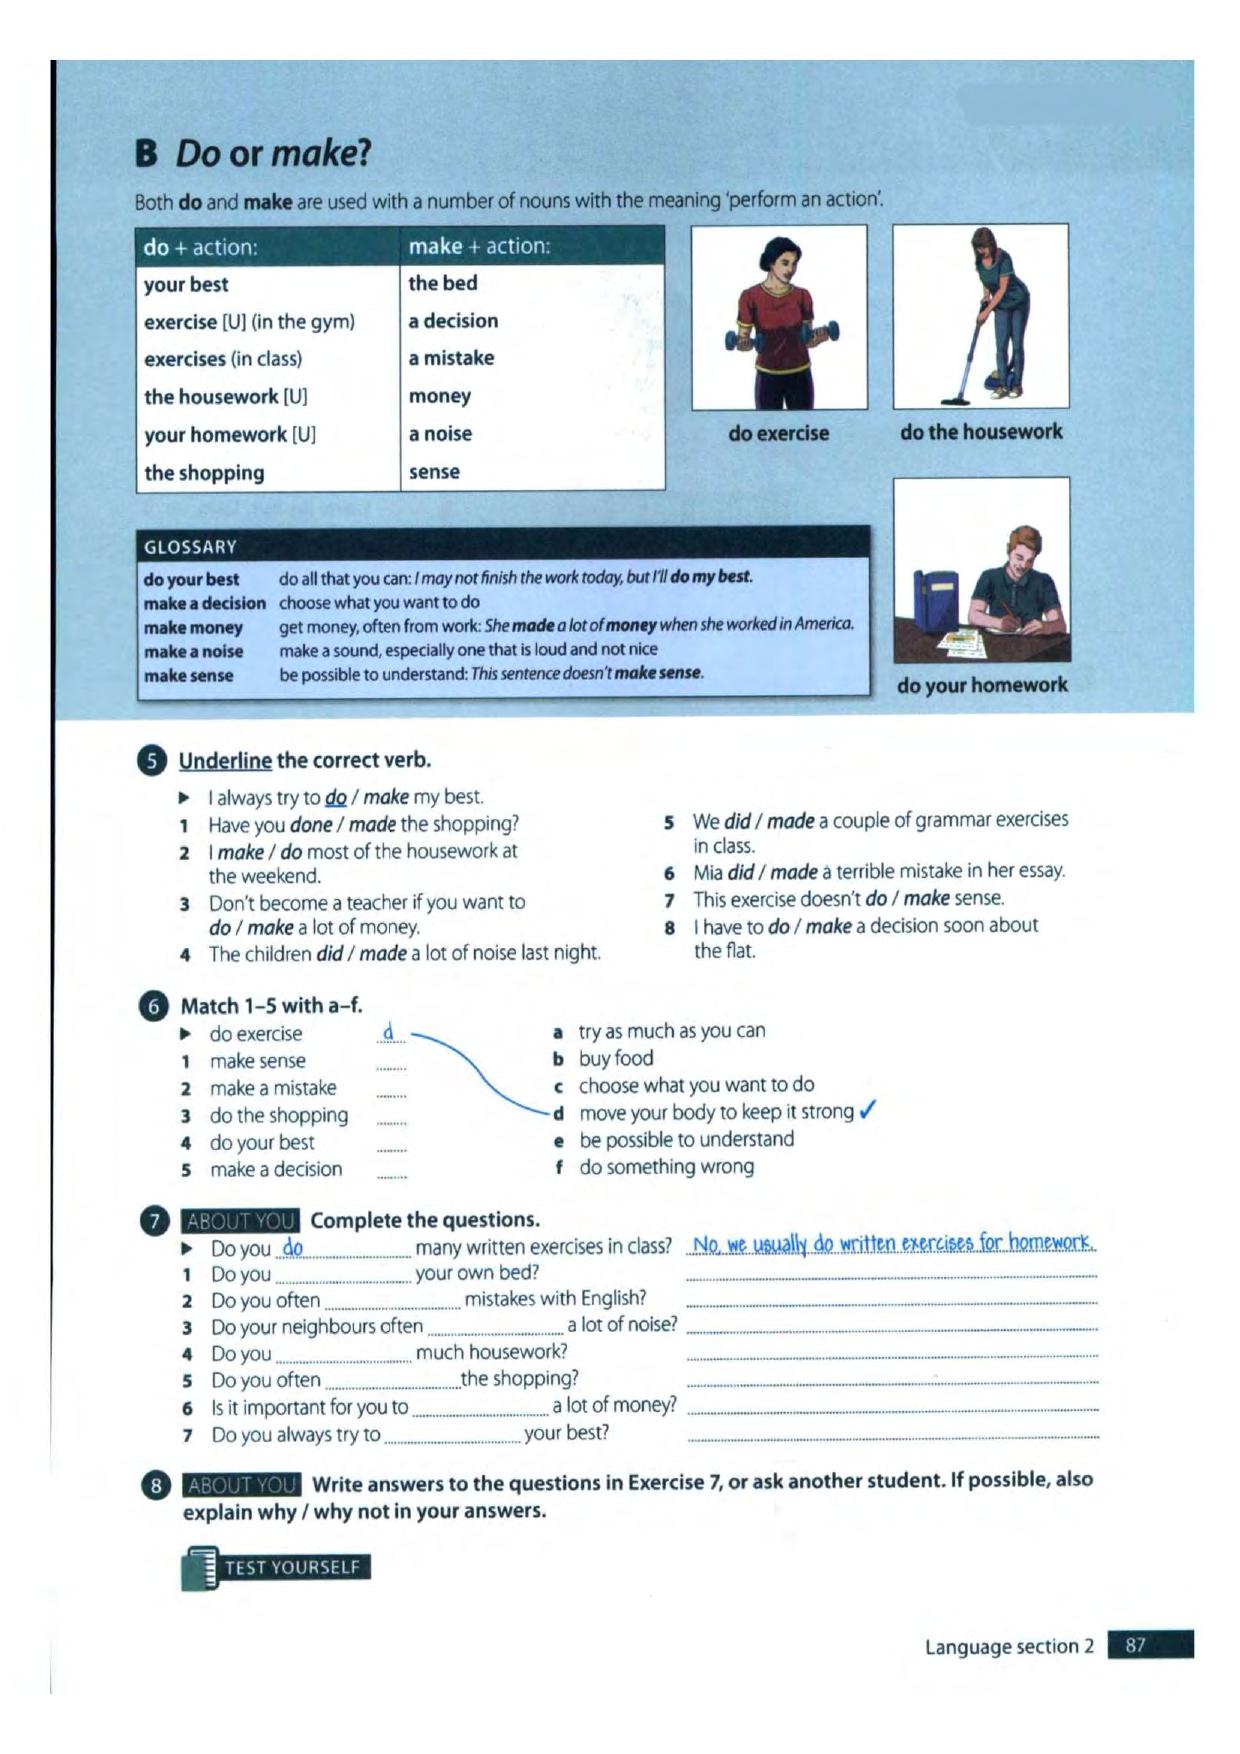 B Do or make?
Both do and make are used with a number of nouns with the meaning 'perform an action'.
do + action: make + action:
your best the bed
exercise [U] (in the gym) a decision
exercises (in class) a mistake
the housework [U] money
your homework [U] a noise
the shopping sense
do exercise
do the housework
GLOSSARY
do your best do all that you can: I may not finish the work today, but I'll do my best.
make a decision choose what you want to do
make money get money, often from work: She made a lot of money when she worked in America.
make a noise make a sound, especially one that is loud and not nice
make sense be possible to understand: This sentence doesn't make sense.
do your homework
5 Underline the correct verb.
► I always try to do / make my best.
1 Have you done / made the shopping?
2 I make / do most of the housework at
the weekend.
3 Don't become a teacher if you want to
do / make a lot of money.
4 The children did / made a lot of noise last night.
5 We did / made a couple of grammar exercises
in class.
6 Mia did / made a terrible mistake in her essay.
7 This exercise doesn't do / make sense.
8 I have to do / make a decision soon about
the flat.
6 Match 1–5 with a–f.
► do exercise d
1 make sense
2 make a mistake
3 do the shopping
4 do your best
5 make a decision
a try as much as you can
b buy food
c choose what you want to do
d move your body to keep it strong ✓
e be possible to understand
f do something wrong
7 ABOUT YOU Complete the questions.
► Do you do many written exercises in class? No, we usually do written exercises for homework.
1 Do you your own bed?
2 Do you often mistakes with English?
3 Do your neighbours often a lot of noise?
4 Do you much housework?
5 Do you often the shopping?
6 Is it important for you to a lot of money?
7 Do you always try to your best?
8 ABOUT YOU Write answers to the questions in Exercise 7, or ask another student. If possible, also
explain why / why not in your answers.
TEST YOURSELF
Language section 2 87